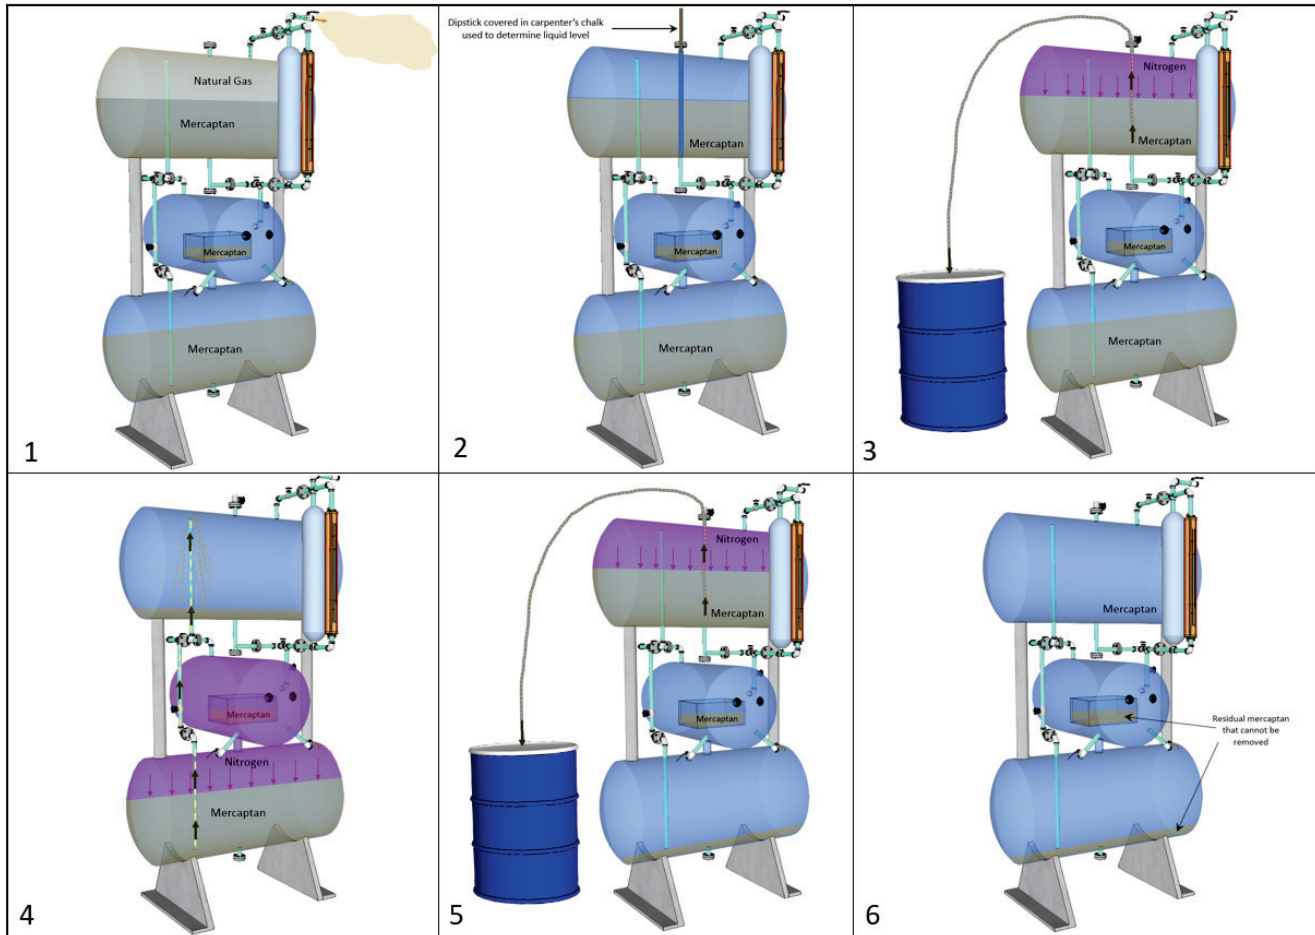 Natural Gas
Mercaptan
Mercaptan
Mercaptan
1
Dipstick covered in carpenter's chalk
used to determine liquid level
Mercaptan
Mercaptan
Mercaptan
2
Nitrogen
Mercaptan
Mercaptan
Mercaptan
3
Mercaptan
Nitrogen
Mercaptan
4
Nitrogen
Mercaptan
Mercaptan
5
Mercaptan
Residual mercaptan
that cannot be
removed
6